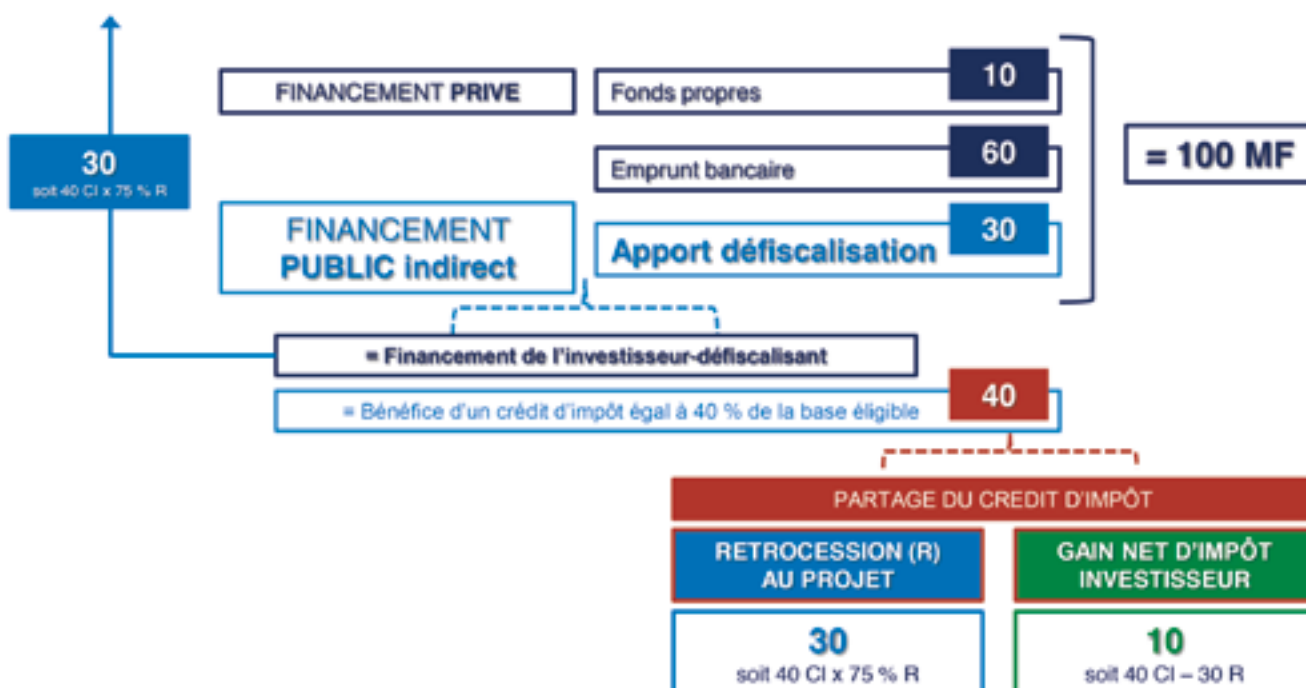 FINANCEMENT PRIVE
Fonds propres
10
30
soit 40 CI x 75 % R
Emprunt bancaire
60
= 100 MF
FINANCEMENT
PUBLIC indirect
Apport défiscalisation
30
= Financement de l'investisseur-défiscalisant
= Bénéfice d'un crédit d'impôt égal à 40 % de la base éligible
40
PARTAGE DU CREDIT D'IMPÔT
RETROCESSION (R)
AU PROJET
GAIN NET D'IMPÔT
INVESTISSEUR
30
soit 40 CI x 75 % R
10
soit 40 CI – 30 R